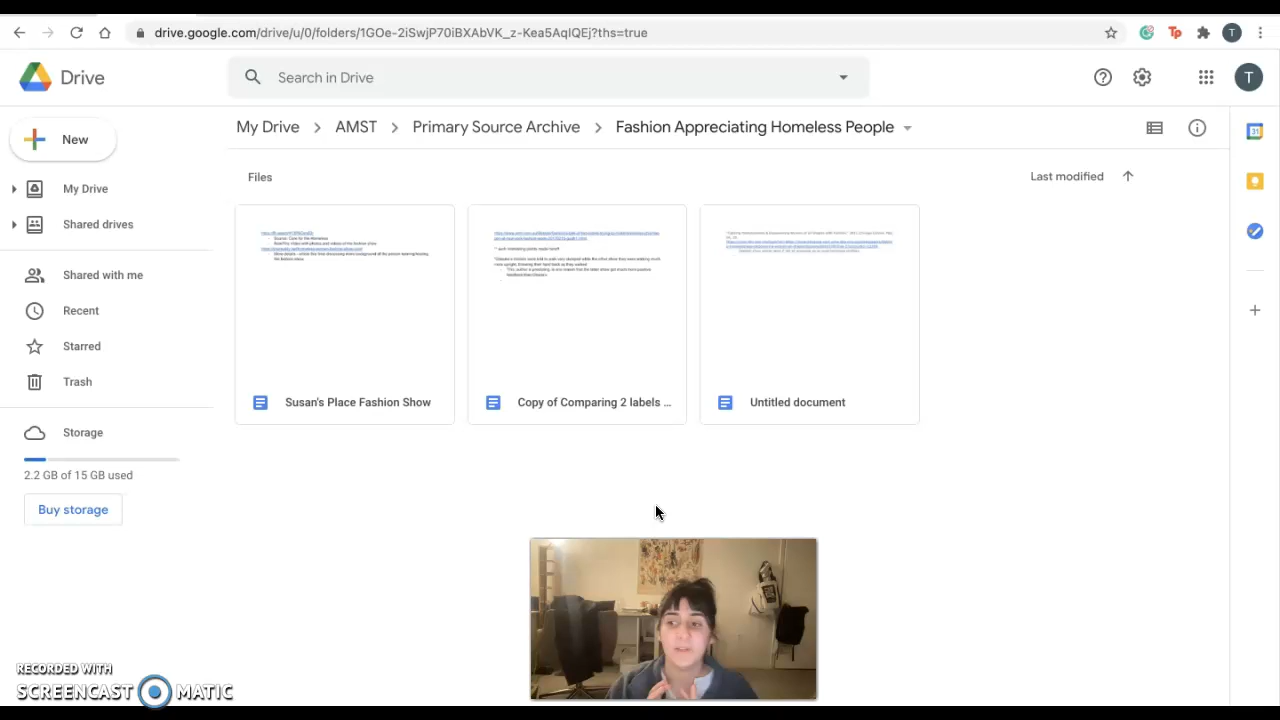 drive.google.com/drive/u/0/folders/1GOe-2iSwjP70iBXAbVK_z-Kea5AqIQEj?ths=true
Tp
T
Drive
Search in Drive
T
New
My Drive
Shared drives
Shared with me
Recent
Starred
Trash
Storage
2.2 GB of 15 GB used
Buy storage
My Drive > AMST > Primary Source Archive > Fashion Appreciating Homeless People
Files
Last modified
Susan's Place Fashion Show
Copy of Comparing 2 labels ...
Untitled document
31
RECORDED WITH
SCREENCAST MATIC